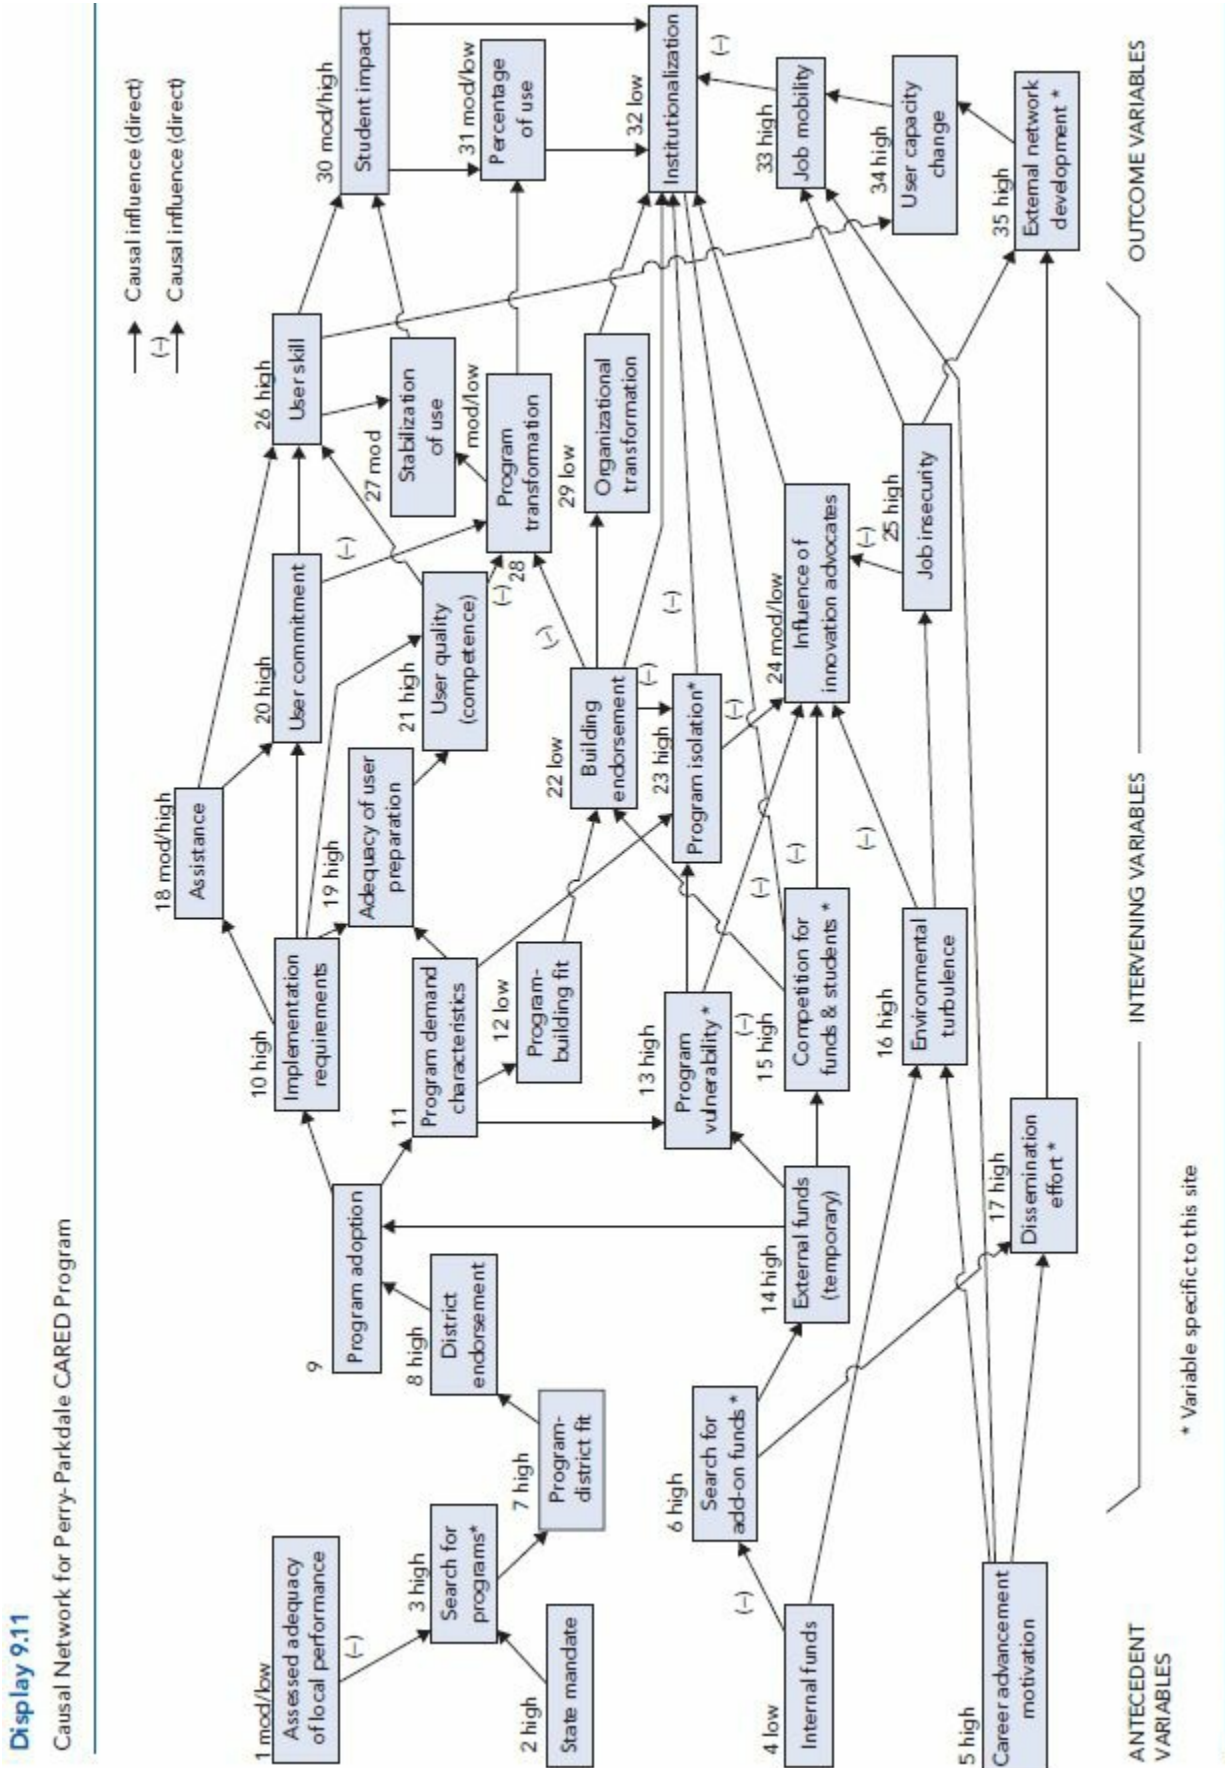 Display 9.11
Causal Network for Perry-Parkdale CARED Program
Causal influence (direct)
(–)
Causal influence (direct)
1 mod/low
Assessed adequacy
of local performance
(–)
2 high
State mandate
3 high
Search for
programs*
4 low
Internal funds
(–)
5 high
Career advancement
motivation
6 high
Search for
add-on funds *
7 high
Program-
district fit
8 high
District
endorsement
9
Program adoption
10 high
Implementation
requirements
11
Program demand
characteristics
12 low
Program-
building fit
13 high
Program
vulnerability *
(–)
14 high
External funds
(temporary)
15 high
Competition for
funds & students *
(–)
(–)
16 high
Environmental
turbulence
(–)
17 high
Dissemination
effort *
18 mod/high
Assistance
19 high
Adequacy of user
preparation
20 high
User commitment
(–)
21 high
User quality
(competence)
(–)
22 low
Building
endorsement
(–)
(–)
23 high
Program isolation*
(–)
(–)
24 mod/low
Influence of
innovation advocates
25 high
Job insecurity
(–)
26 high
User skill
27 mod
Stabilization
of use
28
mod/low
Program
transformation
29 low
Organizational
transformation
30 mod/high
Student impact
31 mod/low
Percentage
of use
32 low
Institutionalization
(–)
33 high
Job mobility
34 high
User capacity
change
35 high
External network
development *
ANTECEDENT
VARIABLES
INTERVENING VARIABLES
OUTCOME VARIABLES
* Variable specific to this site